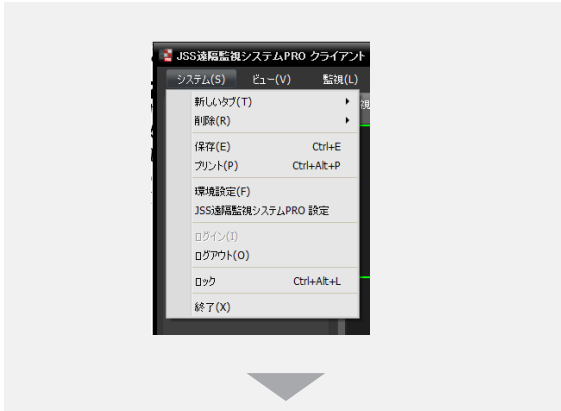 JSS遠隔監視システムPRO クライアント
システム(S) ビュー(V) 監視(L)
新しいタブ(T)
削除(R)
保存(E) Ctrl+E
プリント(P) Ctrl+Alt+P
環境設定(F)
JSS遠隔監視システムPRO 設定
ログイン(I)
ログアウト(O)
ロック Ctrl+Alt+L
終了(X)